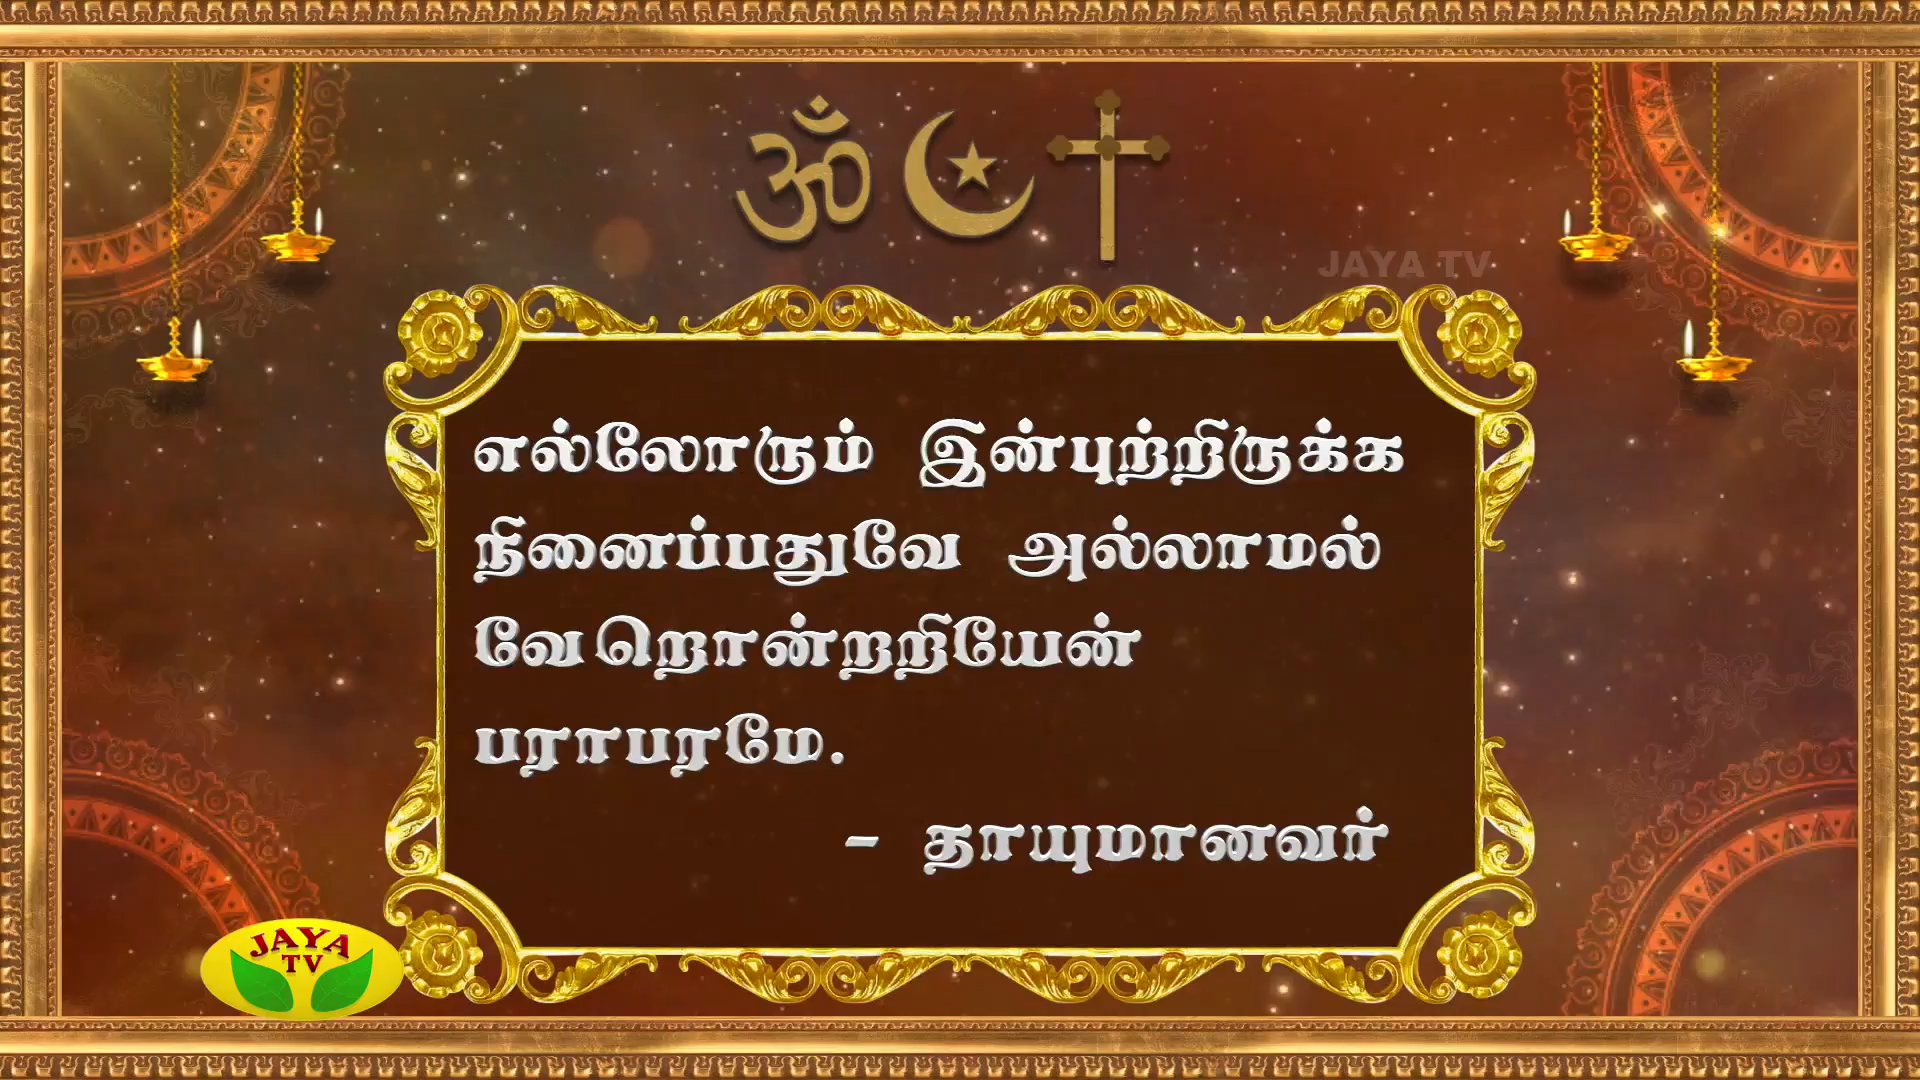 JAYA TV
எல்லோரும் இன்புற்றிருக்க
நினைப்பதுவே அல்லாமல்
வேறொன்றறியேன்
பராபரமே.
- தாயுமானவர்
JAYA
TV